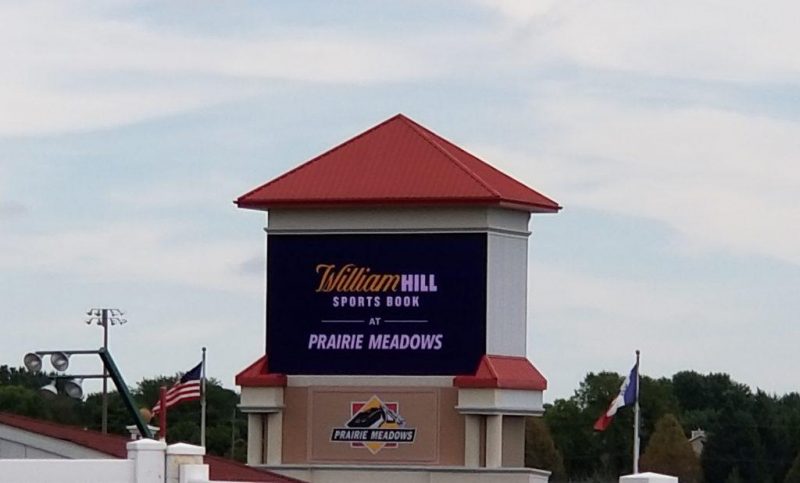 William HILL
SPORTS BOOK
AT
PRAIRIE MEADOWS
PRAIRIE MEADOWS